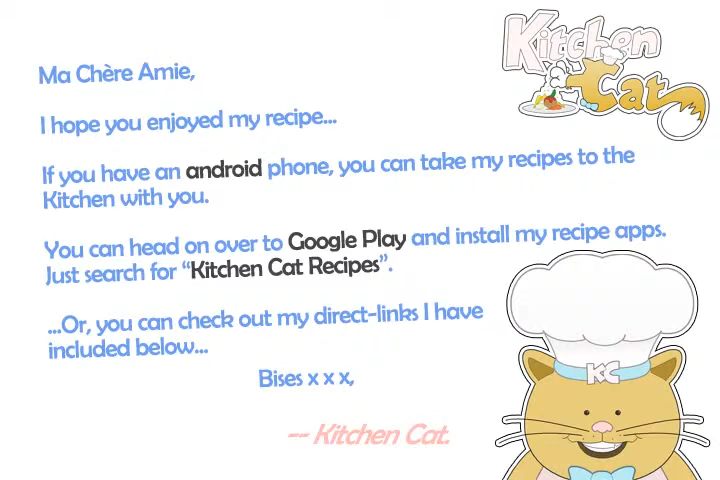 Kitchen
Cat
Ma Chère Amie,
I hope you enjoyed my recipe...
If you have an android phone, you can take my recipes to the
Kitchen with you.
You can head on over to Google Play and install my recipe apps.
Just search for “Kitchen Cat Recipes”.
...Or, you can check out my direct-links I have
included below...
Bises x x x,
-- Kitchen Cat.
KC